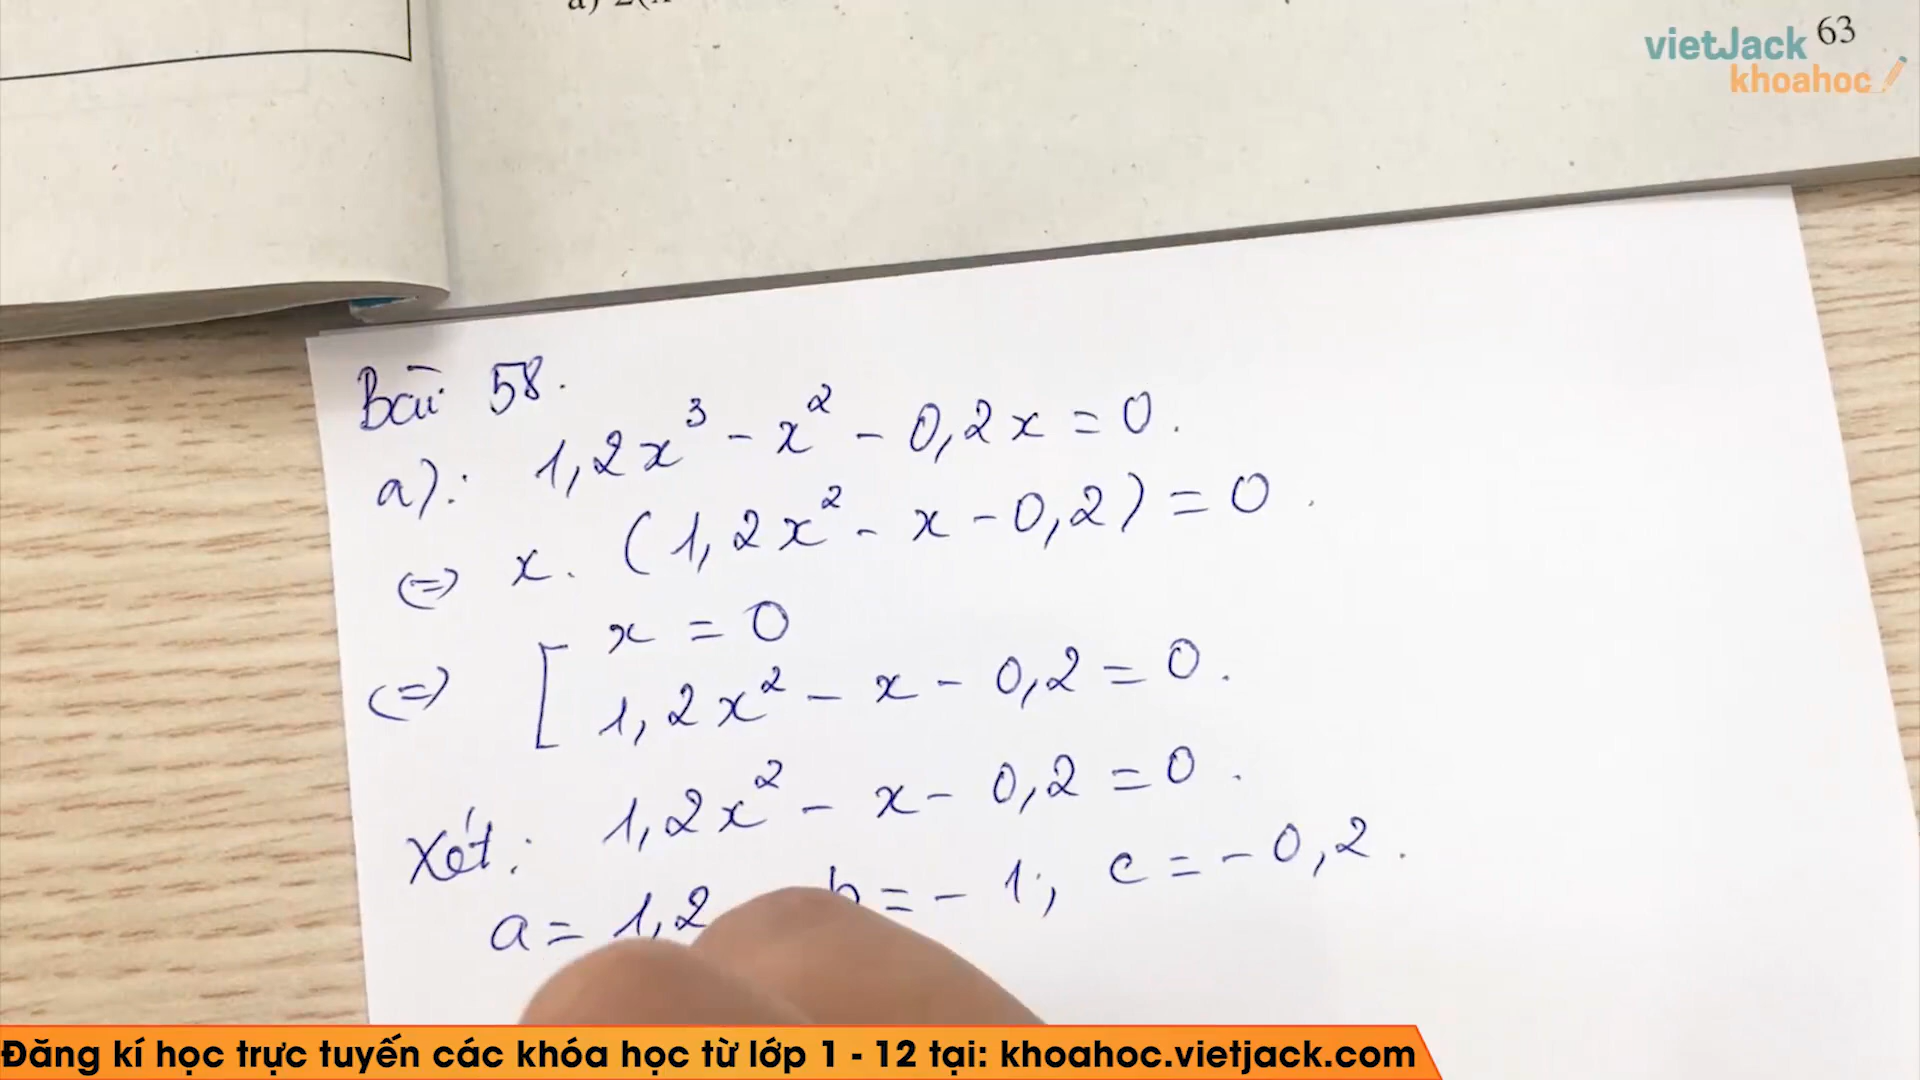 63
vietJack
khoahoc
Bài 58.
a): 1,2x³ - x² - 0,2x = 0.
(=) x. (1,2x² - x - 0,2) = 0.
(=) [ x = 0
1,2x² - x - 0,2 = 0.
Xét: 1,2x² - x - 0,2 = 0.
a = 1,2 b = - 1; c = - 0,2.
Đăng kí học trực tuyến các khóa học từ lớp 1 - 12 tại: khoahoc.vietjack.com